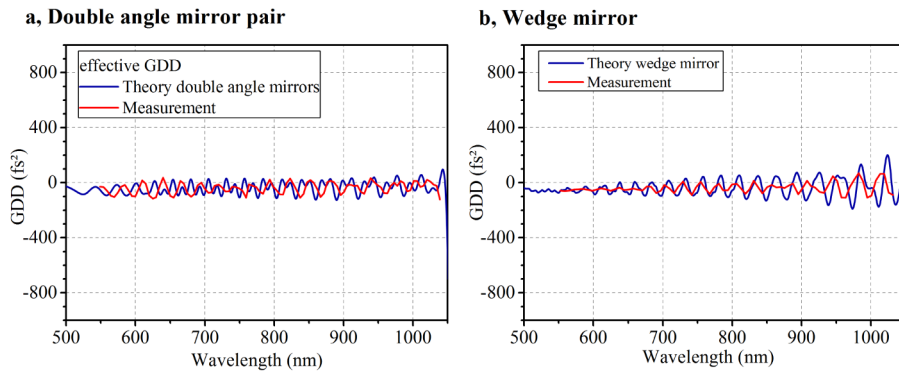 a, Double angle mirror pair
effective GDD
Theory double angle mirrors
Measurement
800
400
0
-400
-800
GDD (fs²)
500 600 700 800 900 1000
Wavelength (nm)
b, Wedge mirror
Theory wedge mirror
Measurement
800
400
0
-400
-800
GDD (fs²)
500 600 700 800 900 1000
Wavelength (nm)